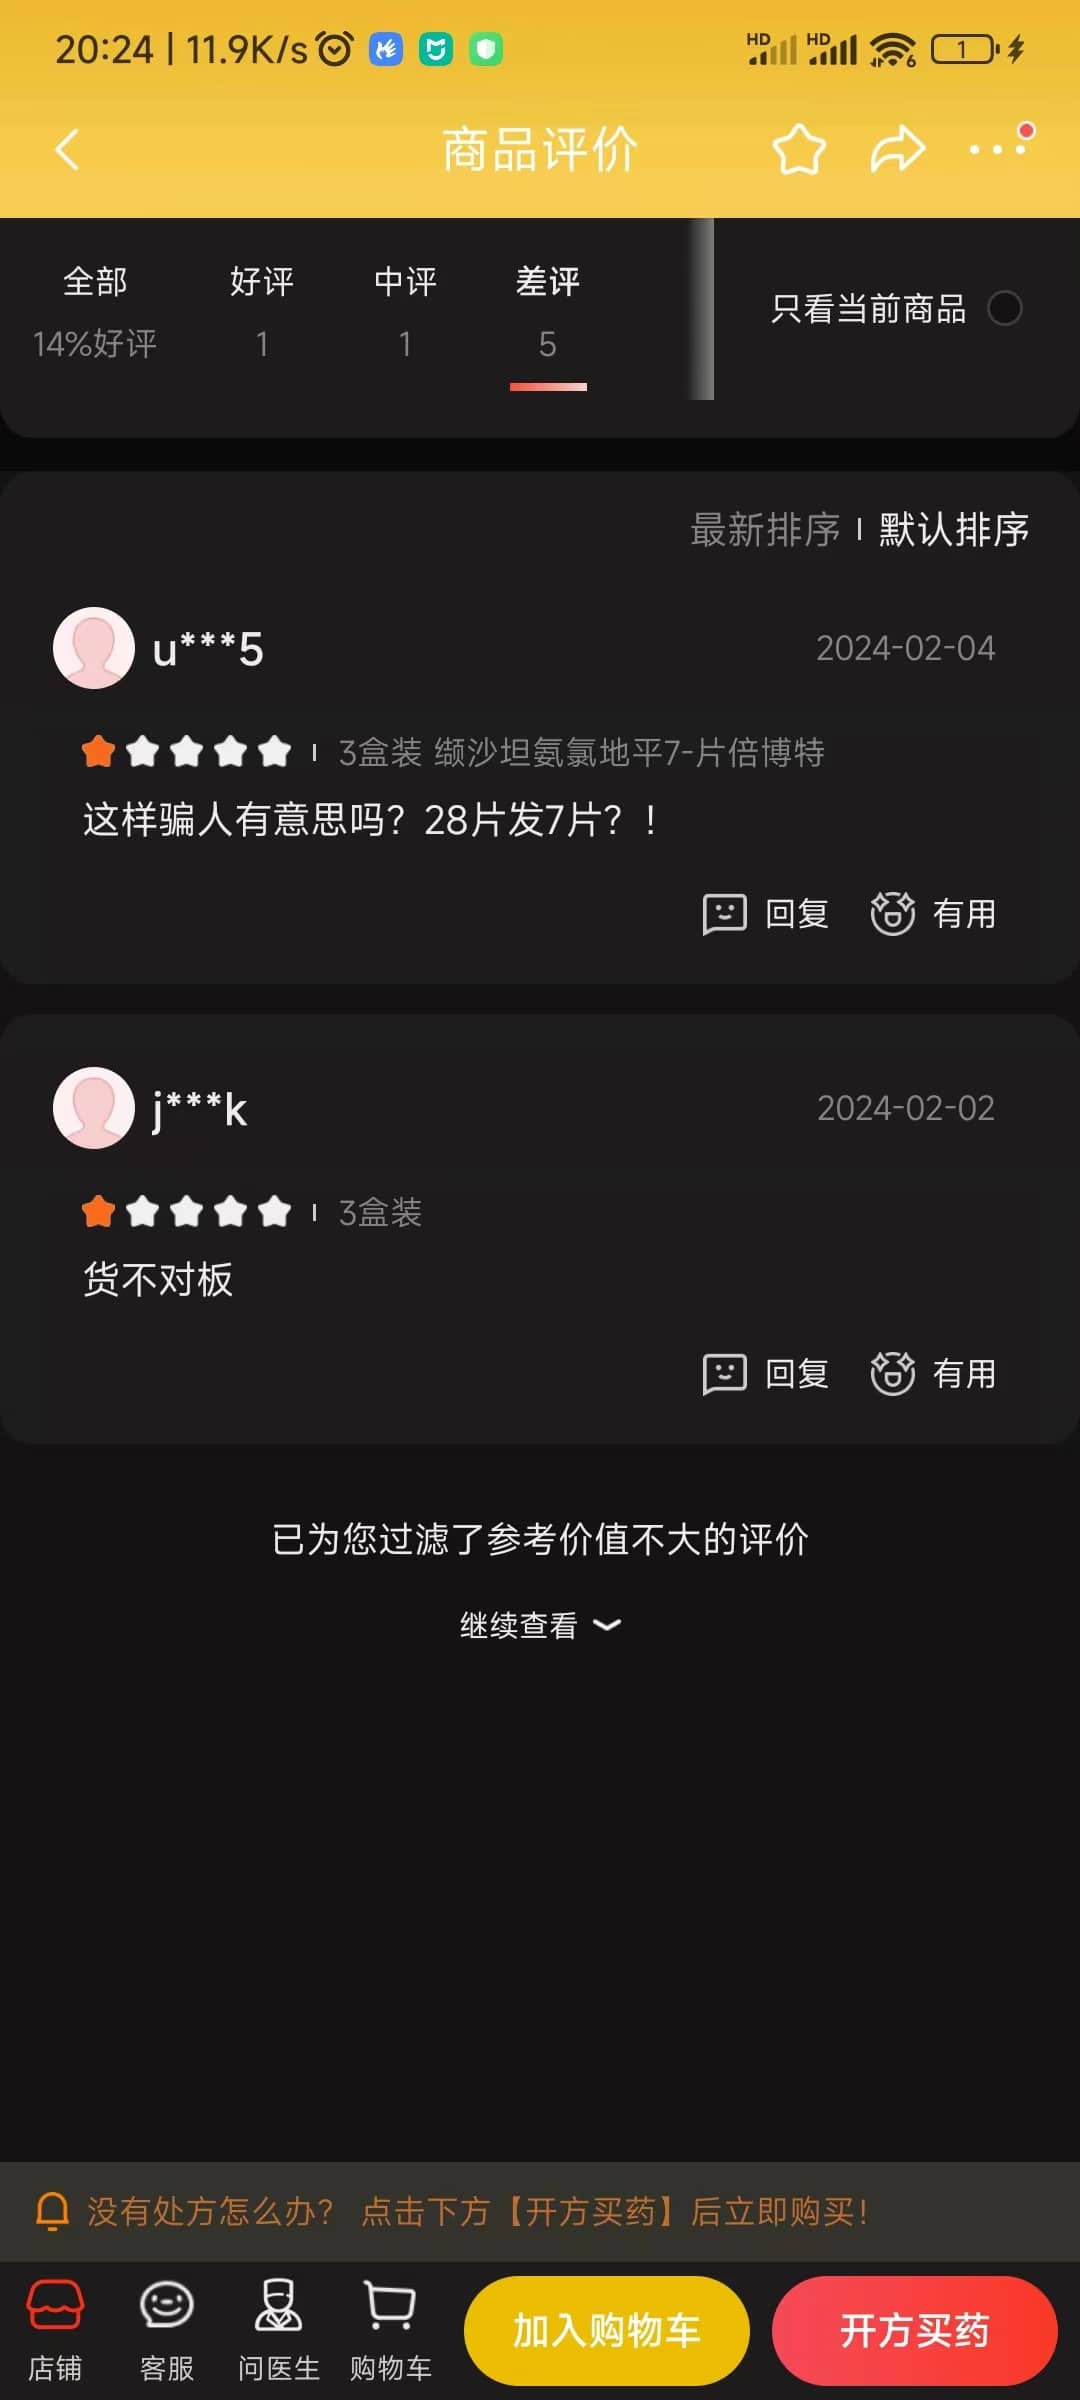 20:24 | 11.9K/s
HD HD 6 1
商品评价
全部 好评 中评 差评
14%好评 1 1 5
只看当前商品
最新排序 | 默认排序
u***5 2024-02-04
3盒装 缬沙坦氨氯地平7-片倍博特
这样骗人有意思吗？28片发7片？！
回复 有用
j***k 2024-02-02
3盒装
货不对板
回复 有用
已为您过滤了参考价值不大的评价
继续查看
没有处方怎么办？ 点击下方【开方买药】后立即购买！
店铺 客服 问医生 购物车 加入购物车 开方买药